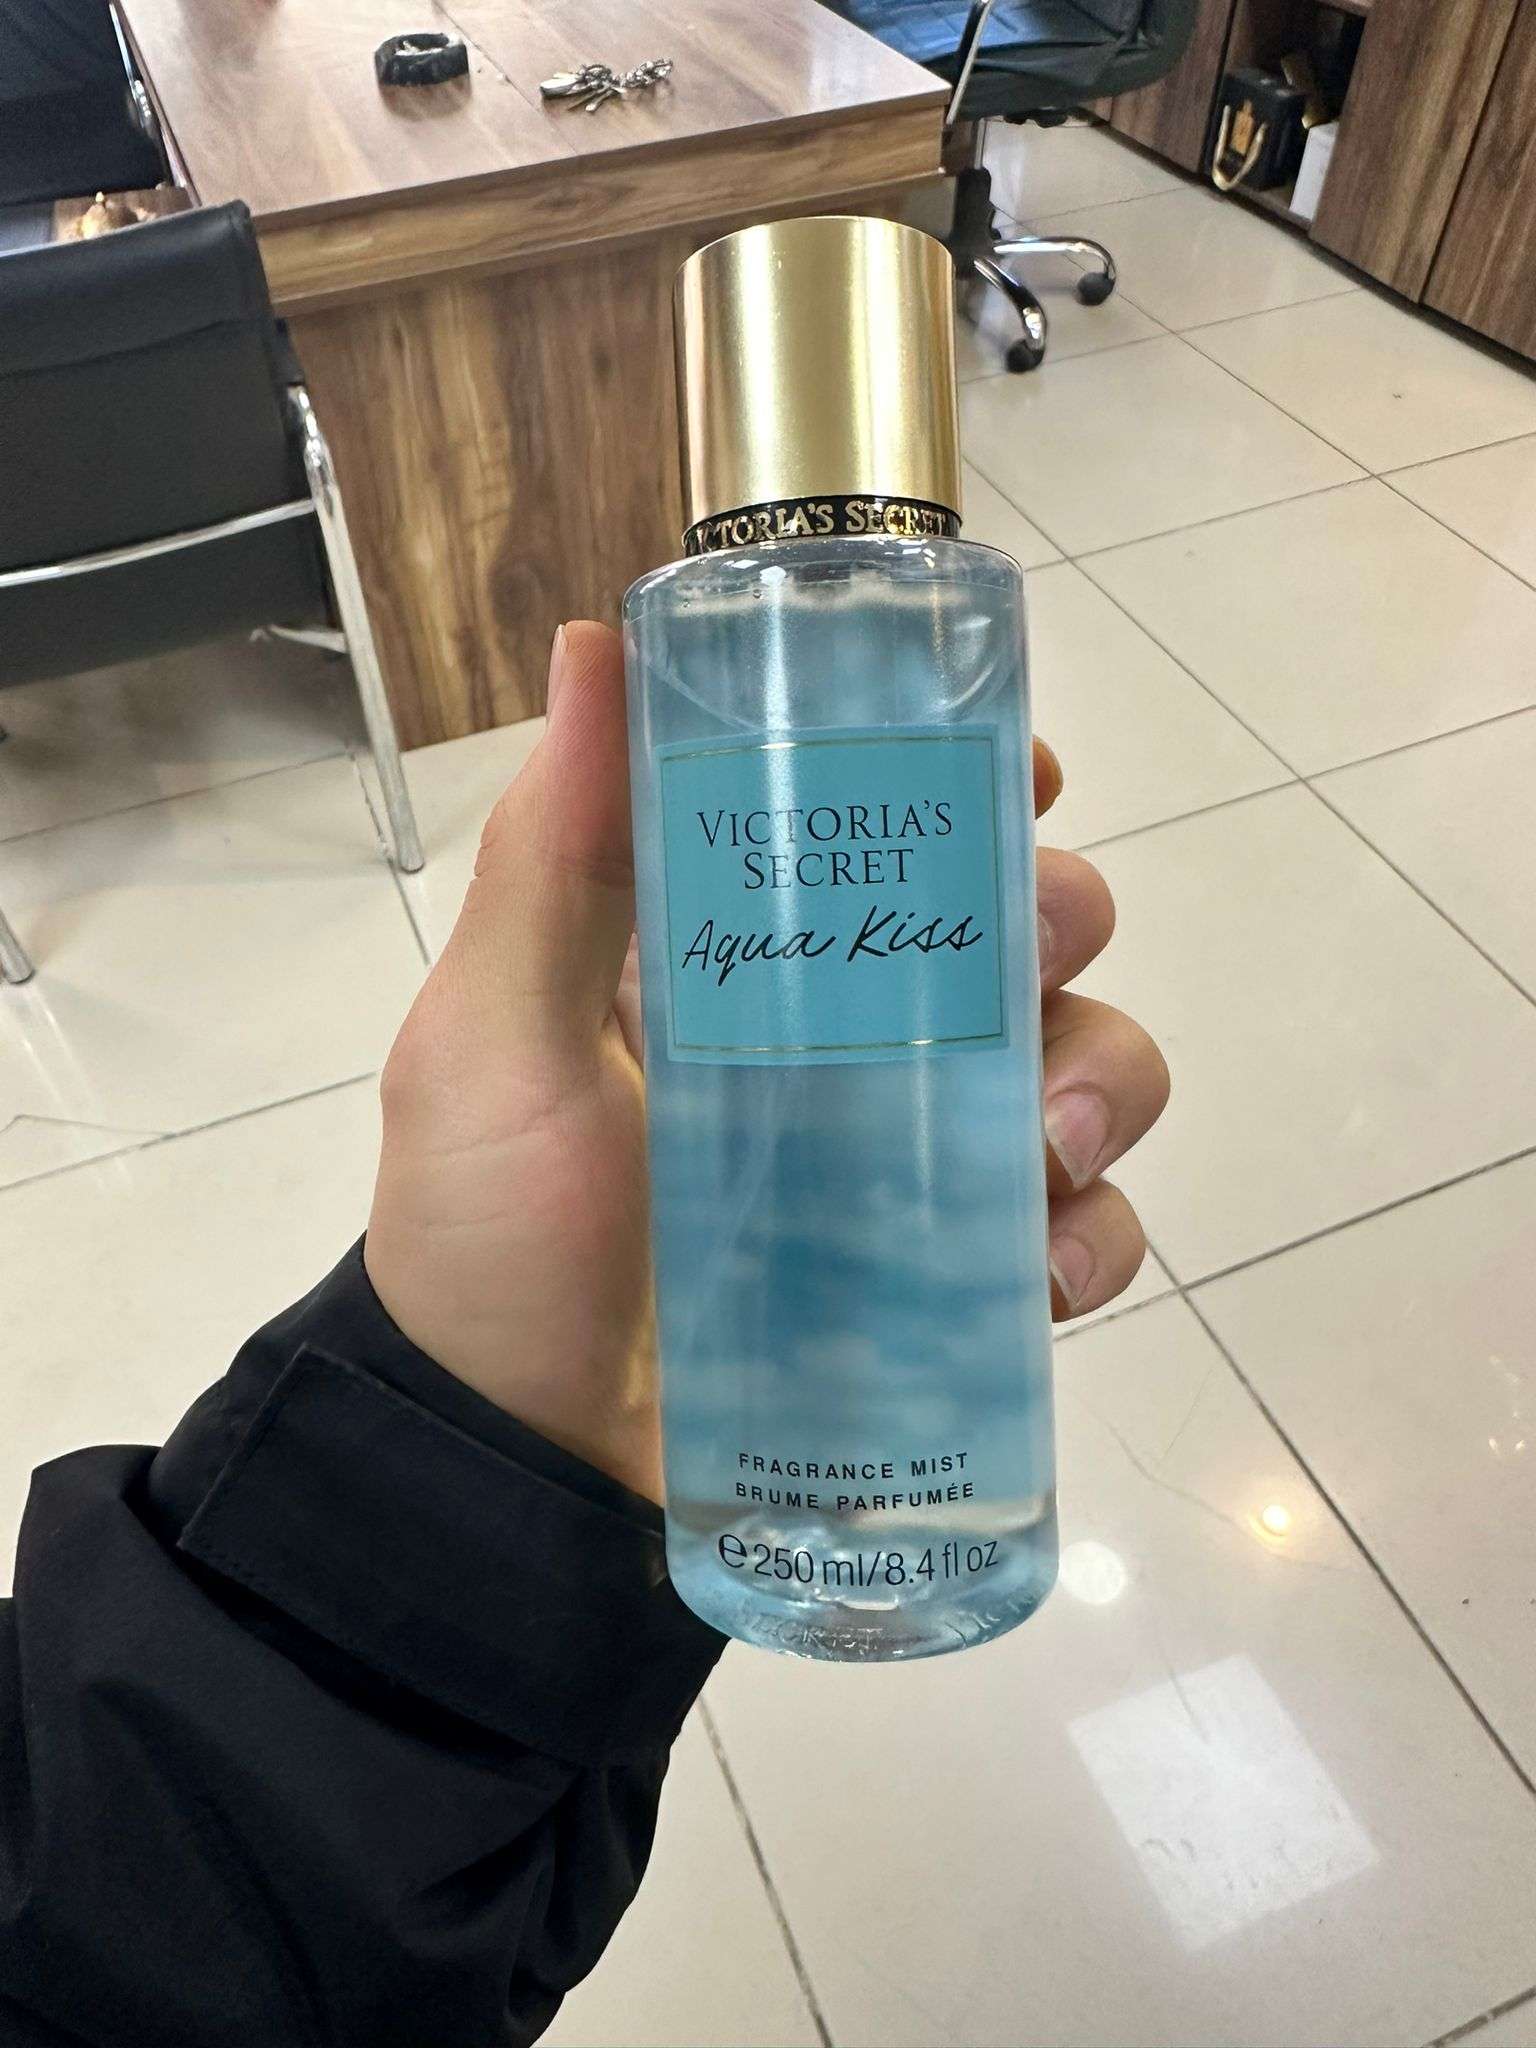 VICTORIA'S SECRET
VICTORIA'S
SECRET
Aqua Kiss
FRAGRANCE MIST
BRUME PARFUMÉE
e 250 ml/8.4 fl oz